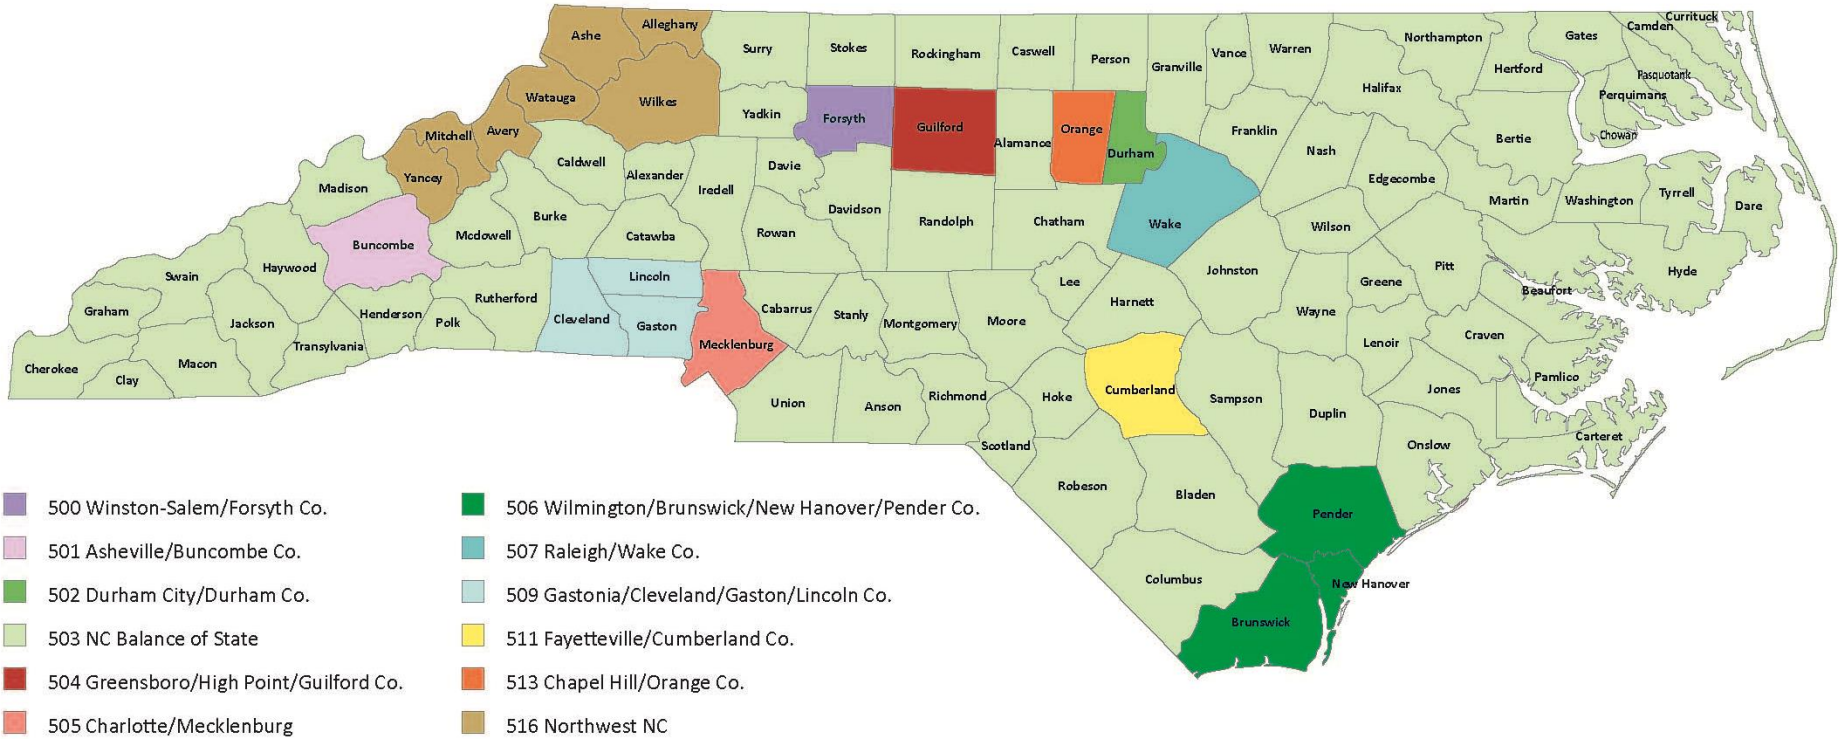 Ashe
Alleghany
Surry
Stokes
Rockingham
Caswell
Person
Granville
Vance
Warren
Northampton
Gates
Camden
Currituck
Halifax
Hertford
Pasquotank
Perquimans
Chowan
Bertie
Watauga
Wilkes
Yadkin
Forsyth
Guilford
Alamance
Orange
Durham
Franklin
Nash
Edgecombe
Martin
Washington
Tyrrell
Dare
Mitchell
Avery
Yancey
Madison
Caldwell
Alexander
Iredell
Davie
Davidson
Randolph
Chatham
Wake
Wilson
Buncombe
Mcdowell
Burke
Catawba
Rowan
Swain
Haywood
Graham
Jackson
Henderson
Polk
Rutherford
Lincoln
Cleveland
Gaston
Cabarrus
Stanly
Montgomery
Moore
Lee
Harnett
Johnston
Wayne
Greene
Pitt
Beaufort
Hyde
Cherokee
Clay
Macon
Transylvania
Mecklenburg
Union
Anson
Richmond
Scotland
Hoke
Cumberland
Sampson
Duplin
Lenoir
Craven
Jones
Pamlico
Carteret
Onslow
Robeson
Bladen
Pender
Columbus
New Hanover
Brunswick
500 Winston-Salem/Forsyth Co.
501 Asheville/Buncombe Co.
502 Durham City/Durham Co.
503 NC Balance of State
504 Greensboro/High Point/Guilford Co.
505 Charlotte/Mecklenburg
506 Wilmington/Brunswick/New Hanover/Pender Co.
507 Raleigh/Wake Co.
509 Gastonia/Cleveland/Gaston/Lincoln Co.
511 Fayetteville/Cumberland Co.
513 Chapel Hill/Orange Co.
516 Northwest NC